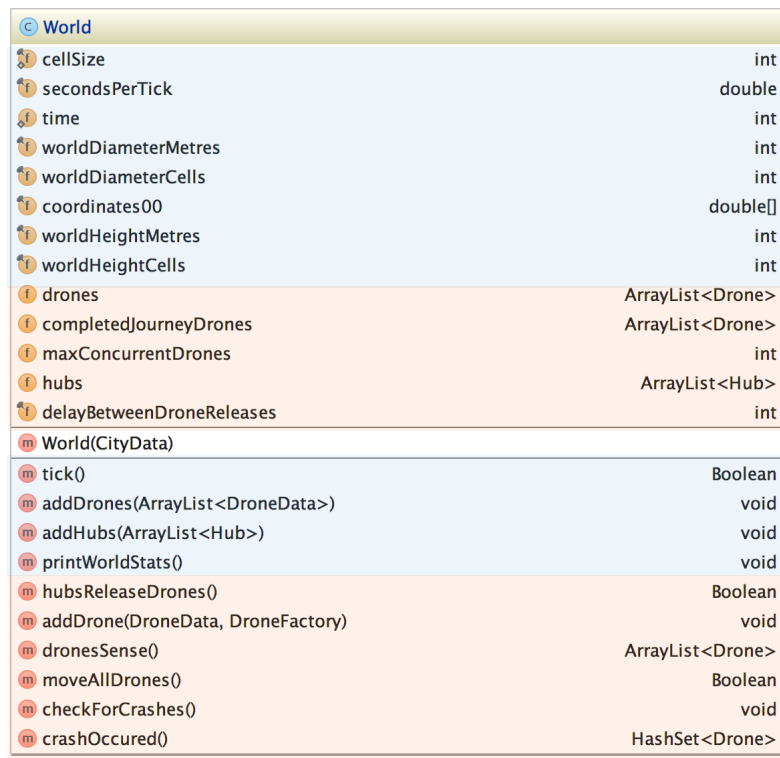 C World
f cellSize int
f secondsPerTick double
f time int
f worldDiameterMetres int
f worldDiameterCells int
f coordinates00 double[]
f worldHeightMetres int
f worldHeightCells int
f drones ArrayList<Drone>
f completedJourneyDrones ArrayList<Drone>
f maxConcurrentDrones int
f hubs ArrayList<Hub>
f delayBetweenDroneReleases int
m World(CityData)
m tick() Boolean
m addDrones(ArrayList<DroneData>) void
m addHubs(ArrayList<Hub>) void
m printWorldStats() void
m hubsReleaseDrones() Boolean
m addDrone(DroneData, DroneFactory) void
m dronesSense() ArrayList<Drone>
m moveAllDrones() Boolean
m checkForCrashes() void
m crashOccured() HashSet<Drone>